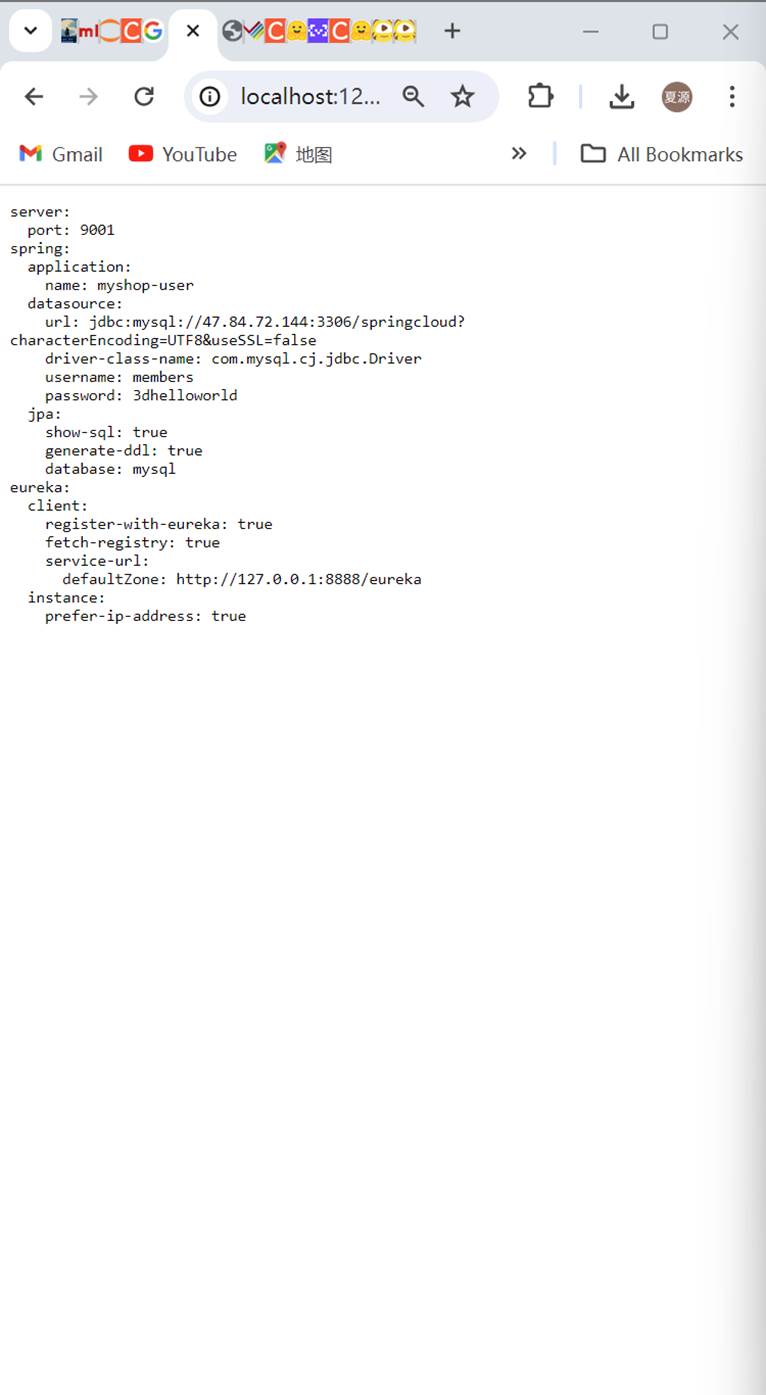 localhost:12...
夏源
Gmail
YouTube
地图
All Bookmarks
server:
  port: 9001
spring:
  application:
    name: myshop-user
  datasource:
    url: jdbc:mysql://47.84.72.144:3306/springcloud?
characterEncoding=UTF8&useSSL=false
    driver-class-name: com.mysql.cj.jdbc.Driver
    username: members
    password: 3dhelloworld
  jpa:
    show-sql: true
    generate-ddl: true
    database: mysql
eureka:
  client:
    register-with-eureka: true
    fetch-registry: true
    service-url:
      defaultZone: http://127.0.0.1:8888/eureka
  instance:
    prefer-ip-address: true